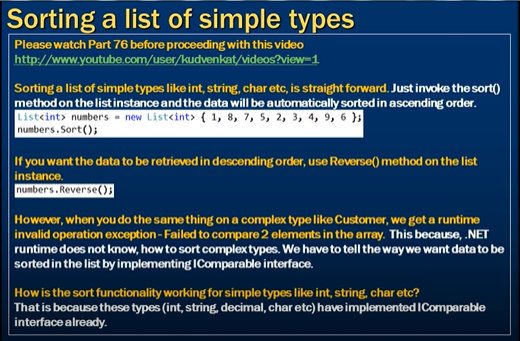 Sorting a list of simple types
Please watch Part 76 before proceeding with this video
http://www.youtube.com/user/kudvenkat/videos?view=1
Sorting a list of simple types like int, string, char etc, is straight forward. Just invoke the sort()
method on the list instance and the data will be automatically sorted in ascending order.
List<int> numbers = new List<int> { 1, 8, 7, 5, 2, 3, 4, 9, 6 };
numbers.Sort();
If you want the data to be retrieved in descending order, use Reverse() method on the list
instance.
numbers.Reverse();
However, when you do the same thing on a complex type like Customer, we get a runtime
invalid operation exception - Failed to compare 2 elements in the array. This because, .NET
runtime does not know, how to sort complex types. We have to tell the way we want data to be
sorted in the list by implementing IComparable interface.
How is the sort functionality working for simple types like int, string, char etc?
That is because these types (int, string, decimal, char etc) have implemented IComparable
interface already.